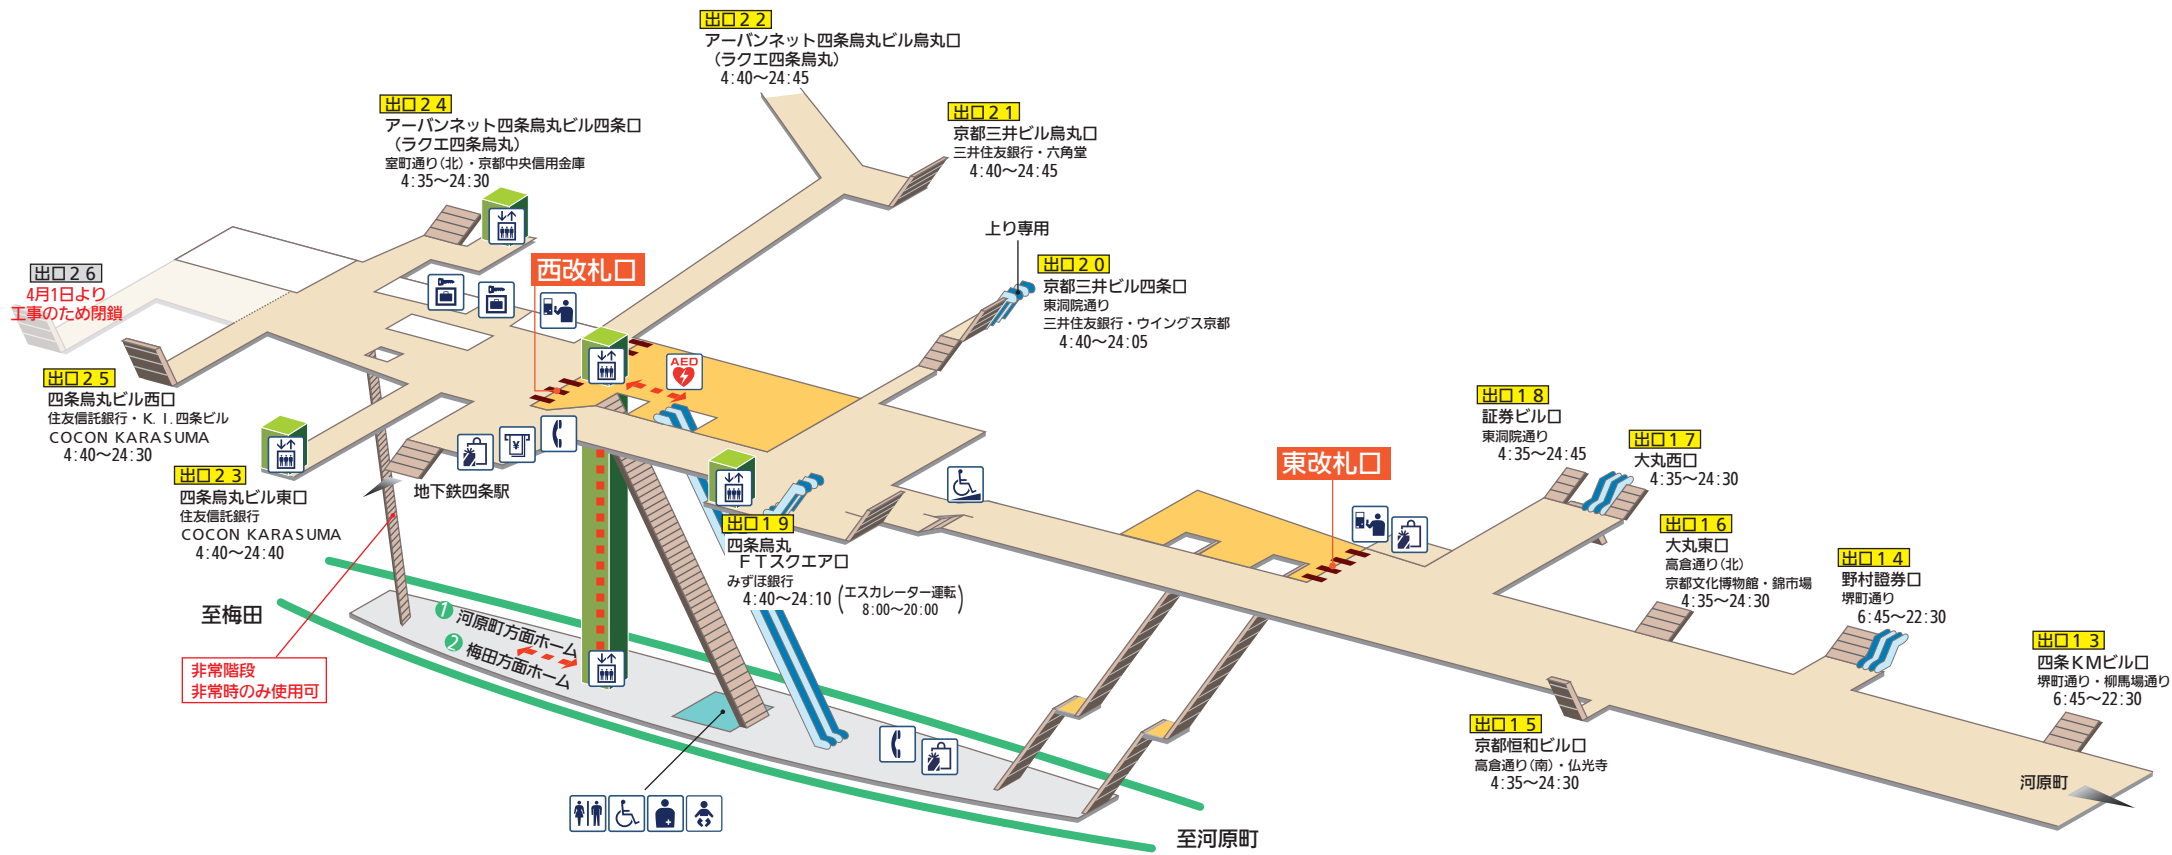 出口22
アーバンネット四条烏丸ビル烏丸口
（ラクエ四条烏丸）
4:40〜24:45
出口24
アーバンネット四条烏丸ビル四条口
（ラクエ四条烏丸）
室町通り（北）・京都中央信用金庫
4:35〜24:30
出口21
京都三井ビル烏丸口
三井住友銀行・六角堂
4:40〜24:45
上り専用
出口20
京都三井ビル四条口
東洞院通り
三井住友銀行・ウイングス京都
4:40〜24:05
出口26
4月1日より
工事のため閉鎖
西改札口
AED
出口25
四条烏丸ビル西口
住友信託銀行・K.I.四条ビル
COCON KARASUMA
4:40〜24:30
出口23
四条烏丸ビル東口
住友信託銀行
COCON KARASUMA
4:40〜24:40
¥
地下鉄四条駅
出口19
四条烏丸
FTスクエア口
みずほ銀行
4:40〜24:10（エスカレーター運転
8:00〜20:00）
東改札口
出口18
証券ビル口
東洞院通り
4:35〜24:45
出口17
大丸西口
4:35〜24:30
出口16
大丸東口
高倉通り（北）
京都文化博物館・錦市場
4:35〜24:30
出口14
野村證券口
堺町通り
6:45〜22:30
出口13
四条KMビル口
堺町通り・柳馬場通り
6:45〜22:30
出口15
京都恒和ビル口
高倉通り（南）・仏光寺
4:35〜24:30
河原町
至梅田
1 河原町方面ホーム
2 梅田方面ホーム
非常階段
非常時のみ使用可
至河原町